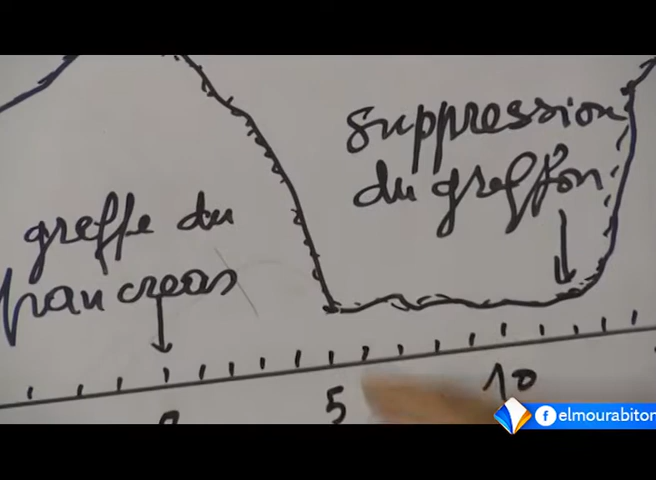 suppression
du greffon
greffe du
pancreas
5
10
elmourabiton